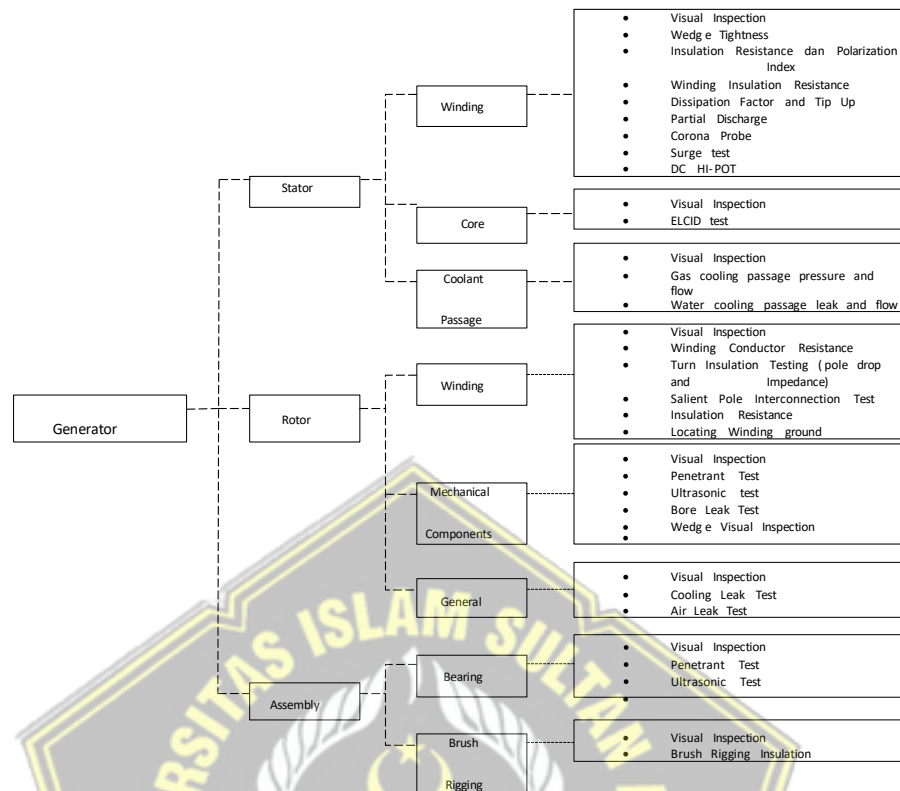 Visual Inspection
Wedg e Tightness
Insulation Resistance dan Polarization
Index
Winding Insulation Resistance
Dissipation Factor and Tip Up
Partial Discharge
Corona Probe
Surge test
DC HI-POT
Winding
Stator
Visual Inspection
ELCID test
Core
Visual Inspection
Gas cooling passage pressure and
flow
Water cooling passage leak and flow
Coolant
Passage
Visual Inspection
Winding Conductor Resistance
Turn Insulation Testing (pole drop
and Impedance)
Salient Pole Interconnection Test
Insulation Resistance
Locating Winding ground
Winding
Rotor
Generator
Visual Inspection
Penetrant Test
Ultrasonic test
Bore Leak Test
Wedg e Visual Inspection
Mechanical
Components
Visual Inspection
Cooling Leak Test
Air Leak Test
General
Visual Inspection
Penetrant Test
Ultrasonic Test
Bearing
Assembly
Visual Inspection
Brush Rigging Insulation
Brush
Rigging
ISLAM SULTAN